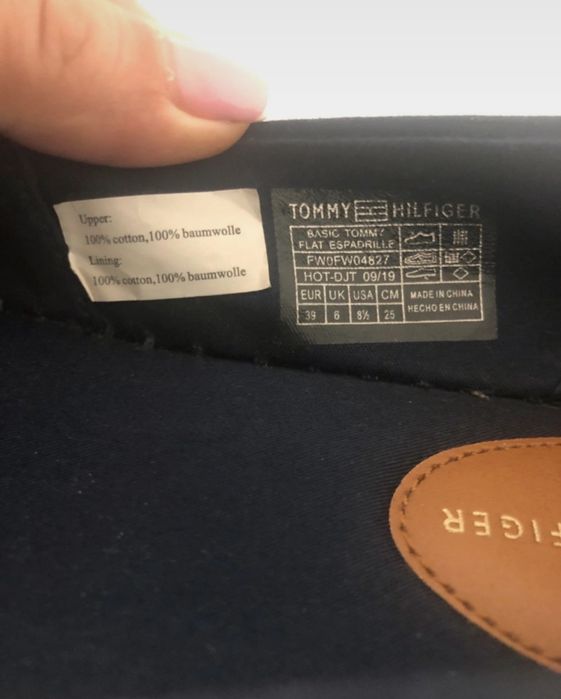 Upper:
100% cotton,100% baumwolle
Lining:
100% cotton,100% baumwolle
TOMMY HILFIGER
BASIC TOMMY
FLAT ESPADRILLE
FW0FW04827
HOT-DJT 09/19
EUR UK USA CM
39 6 8½ 25
MADE IN CHINA
HECHO EN CHINA
FIGER